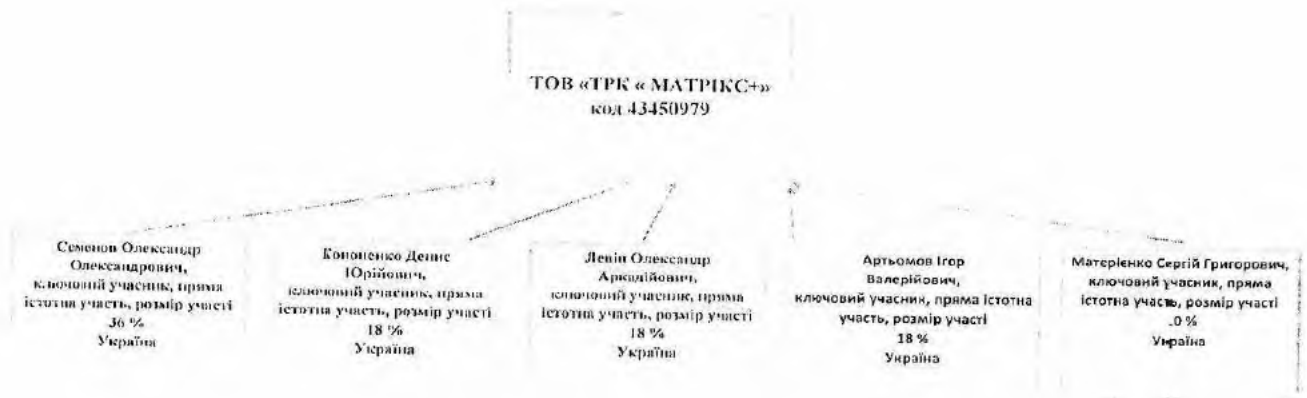 ТОВ «ТРК « МАТРІКС+»
код 43450979
Семенов Олександр
Олександрович,
ключовий учасник, пряма
істотна участь, розмір участі
36 %
Україна
Кононенко Денис
Юрійович,
ключовий учасник, пряма
істотна участь, розмір участі
18 %
Україна
Левін Олександр
Аркадійович,
ключовий учасник, пряма
істотна участь, розмір участі
18 %
Україна
Артьомов Ігор
Валерійович,
ключовий учасник, пряма істотна
участь, розмір участі
18 %
Україна
Матерієнко Сергій Григорович,
ключовий учасник, пряма
істотна участь, розмір участі
.0 %
Україна